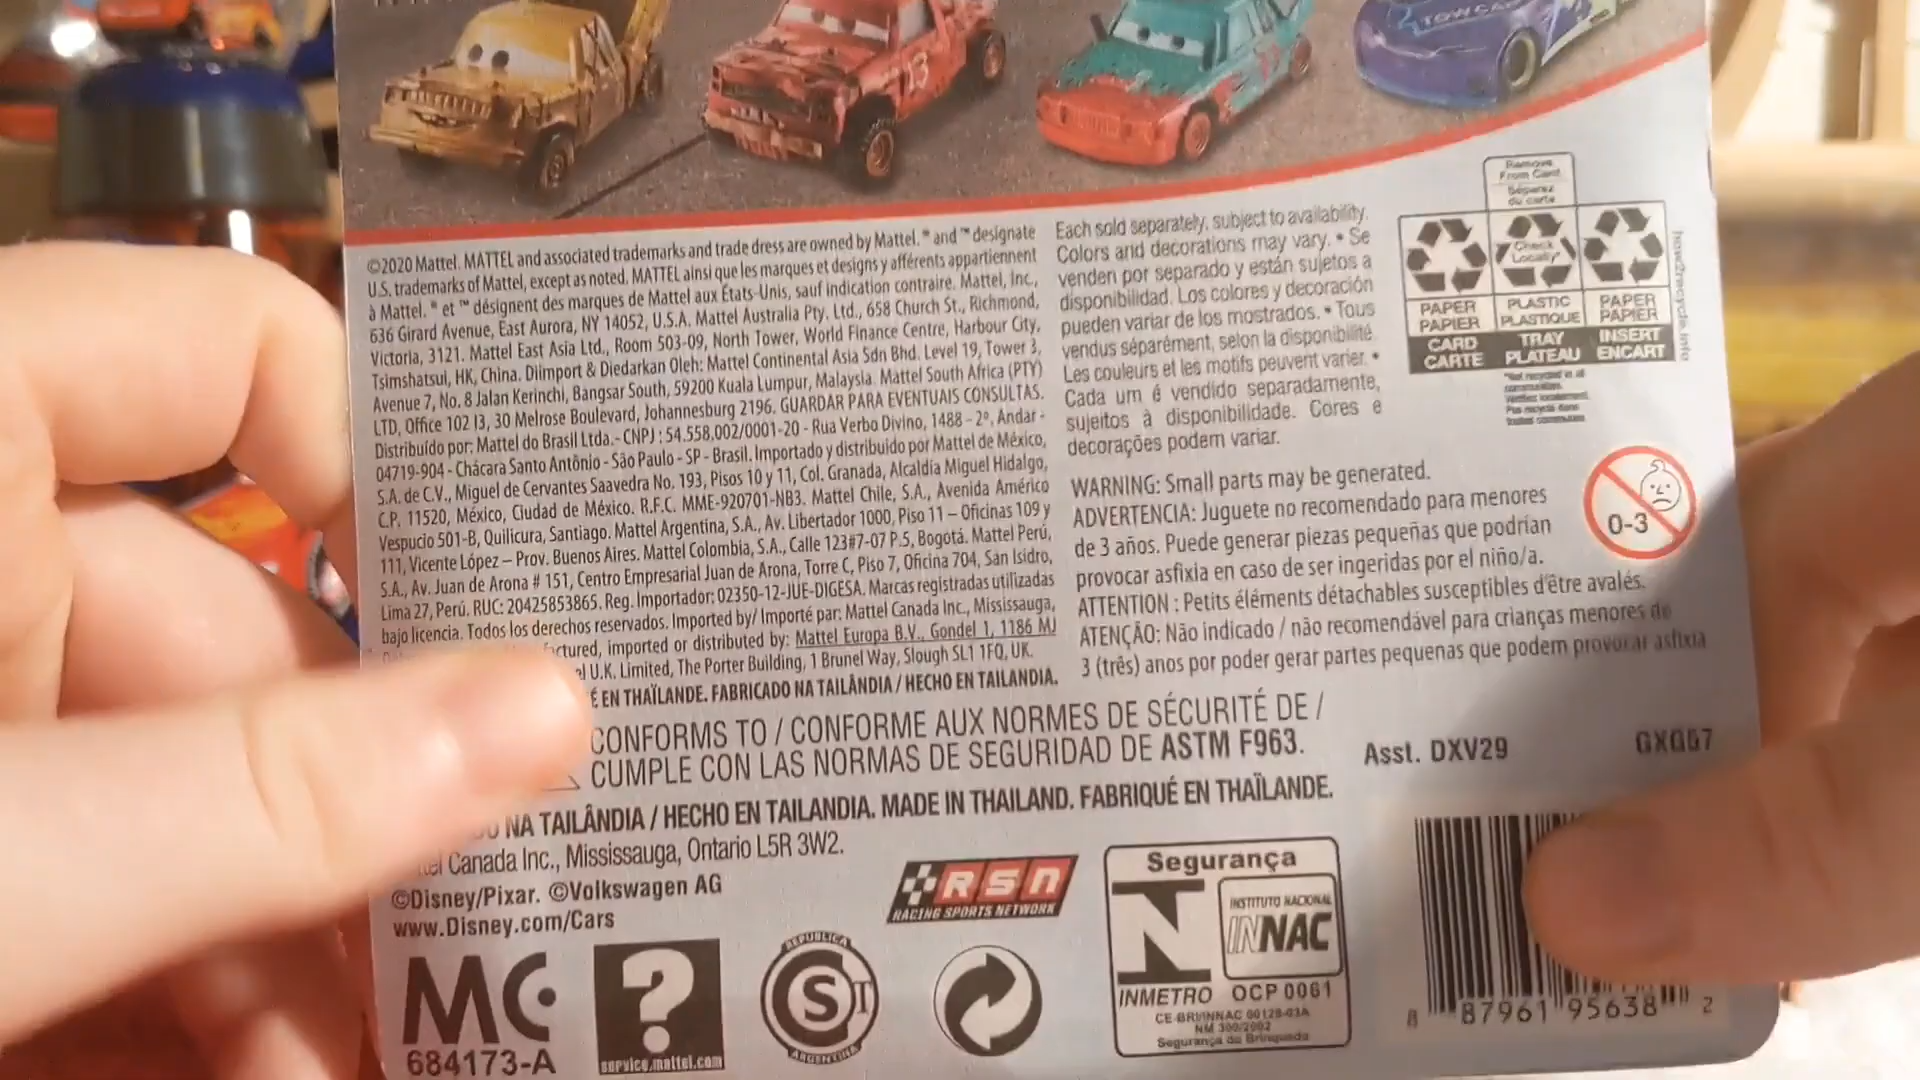 13
TOW CA
©2020 Mattel. MATTEL and associated trademarks and trade dress are owned by Mattel. ® and ™ designate
U.S. trademarks of Mattel, except as noted. MATTEL ainsi que les marques et designs y afférents appartiennent
à Mattel. ® et ™ désignent des marques de Mattel aux États-Unis, sauf indication contraire. Mattel, Inc.,
636 Girard Avenue, East Aurora, NY 14052, U.S.A. Mattel Australia Pty. Ltd., 658 Church St., Richmond,
Victoria, 3121. Mattel East Asia Ltd., Room 503-09, North Tower, World Finance Centre, Harbour City,
Tsimshatsui, HK, China. Diimport & Diedarkan Oleh: Mattel Continental Asia Sdn Bhd. Level 19, Tower 3,
Avenue 7, No. 8 Jalan Kerinchi, Bangsar South, 59200 Kuala Lumpur, Malaysia. Mattel South Africa (PTY)
LTD, Office 102 I3, 30 Melrose Boulevard, Johannesburg 2196. GUARDAR PARA EVENTUAIS CONSULTAS.
Distribuído por: Mattel do Brasil Ltda.- CNPJ : 54.558.002/0001-20 - Rua Verbo Divino, 1488 - 2º. Andar -
04719-904 - Chácara Santo Antônio - São Paulo - SP - Brasil. Importado y distribuido por Mattel de México,
S.A. de C.V., Miguel de Cervantes Saavedra No. 193, Pisos 10 y 11, Col. Granada, Alcaldía Miguel Hidalgo,
C.P. 11520, México, Ciudad de México. R.F.C. MME-920701-NB3. Mattel Chile, S.A., Avenida Américo
Vespucio 501-B, Quilicura, Santiago. Mattel Argentina, S.A., Av. Libertador 1000, Piso 11 – Oficinas 109 y
111, Vicente López – Prov. Buenos Aires. Mattel Colombia, S.A., Calle 123#7-07 P.5, Bogotá. Mattel Perú,
S.A., Av. Juan de Arona # 151, Centro Empresarial Juan de Arona, Torre C, Piso 7, Oficina 704, San Isidro,
Lima 27, Perú. RUC: 20425853865. Reg. Importador: 02350-12-JUE-DIGESA. Marcas registradas utilizadas
bajo licencia. Todos los derechos reservados. Imported by/ Importé par: Mattel Canada Inc., Mississauga,
ctured, imported or distributed by: Mattel Europa B.V., Gondel 1, 1186 MJ
el U.K. Limited, The Porter Building, 1 Brunel Way, Slough SL1 1FQ, UK.
É EN THAÏLANDE. FABRICADO NA TAILÂNDIA / HECHO EN TAILANDIA.
Each sold separately, subject to availability.
Colors and decorations may vary. • Se
venden por separado y están sujetos a
disponibilidad. Los colores y decoración
pueden variar de los mostrados. • Tous
vendus séparément, selon la disponibilité.
Les couleurs et les motifs peuvent varier. •
Cada um é vendido separadamente,
sujeitos à disponibilidade. Cores e
decorações podem variar.
Remove
From Card
Séparez
du carte
Check
Locally*
PAPER
PAPIER
CARD
CARTE
PLASTIC
PLASTIQUE
TRAY
PLATEAU
PAPER
PAPIER
INSERT
ENCART
how2recycle.info
*Not recycled in all
communities.
WARNING: Small parts may be generated.
ADVERTENCIA: Juguete no recomendado para menores
de 3 años. Puede generar piezas pequeñas que podrían
provocar asfixia en caso de ser ingeridas por el niño/a.
ATTENTION : Petits éléments détachables susceptibles d'être avalés.
ATENÇÃO: Não indicado / não recomendável para crianças menores de
3 (três) anos por poder gerar partes pequenas que podem provocar asfixia
0-3
CONFORMS TO / CONFORME AUX NORMES DE SÉCURITÉ DE /
CUMPLE CON LAS NORMAS DE SEGURIDAD DE ASTM F963.
Asst. DXV29
GXG67
NA TAILÂNDIA / HECHO EN TAILANDIA. MADE IN THAILAND. FABRIQUÉ EN THAÏLANDE.
tel Canada Inc., Mississauga, Ontario L5R 3W2.
©Disney/Pixar. ©Volkswagen AG
www.Disney.com/Cars
RSN
RACING SPORTS NETWORK
MC
684173-A
?
service.mattel.com
REPUBLICA
S
ARGENTINA
Segurança
INSTITUTO NACIONAL
INNAC
INMETRO OCP 0061
CE-BRI/INNAC 00128-03A
NM 300/2002
Segurança do Brinquedo
8 87961 95638 2